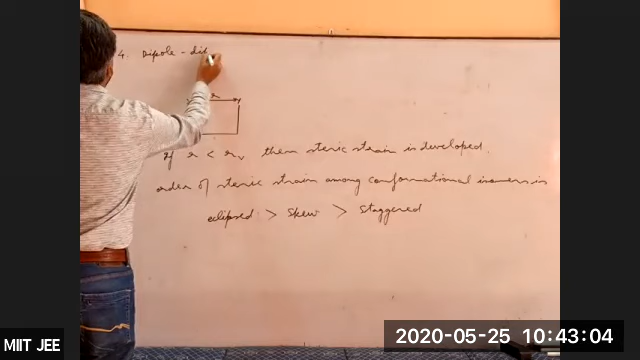 4. Dipole - dip
r
If r < rv then steric strain is developed.
order of steric strain among conformational isomers is
eclipsed > skew > staggered
MIIT JEE
2020-05-25 10:43:04